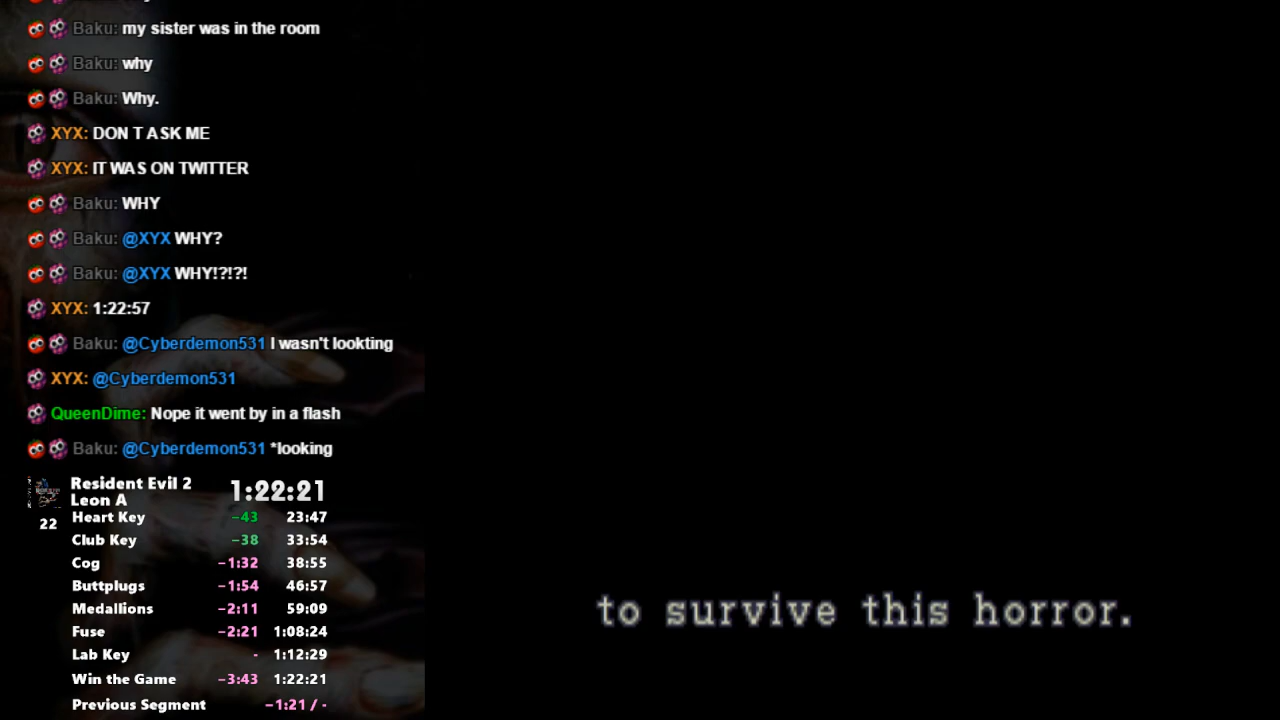 Baku: my sister was in the room
Baku: why
Baku: Why.
XYX: DON T ASK ME
XYX: IT WAS ON TWITTER
Baku: WHY
Baku: @XYX WHY?
Baku: @XYX WHY!?!?!
XYX: 1:22:57
Baku: @Cyberdemon531 I wasn't lookting
XYX: @Cyberdemon531
QueenDime: Nope it went by in a flash
Baku: @Cyberdemon531 *looking
Resident Evil 2
Leon A
1:22:21
22
Heart Key -43 23:47
Club Key -38 33:54
Cog -1:32 38:55
Buttplugs -1:54 46:57
Medallions -2:11 59:09
Fuse -2:21 1:08:24
Lab Key - 1:12:29
Win the Game -3:43 1:22:21
Previous Segment -1:21 / -
to survive this horror.